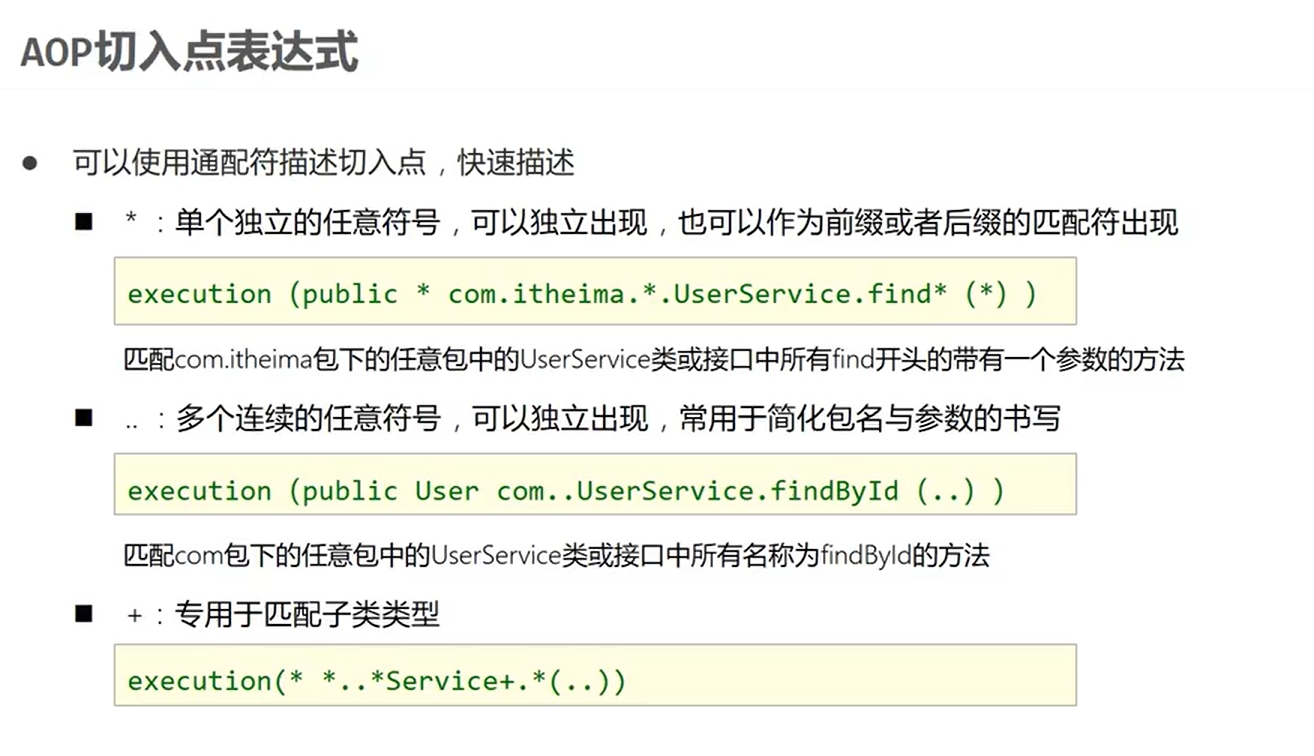 AOP切入点表达式
● 可以使用通配符描述切入点，快速描述
■ * ：单个独立的任意符号，可以独立出现，也可以作为前缀或者后缀的匹配符出现
execution (public * com.itheima.*.UserService.find* (*) )
匹配com.itheima包下的任意包中的UserService类或接口中所有find开头的带有一个参数的方法
■ .. ：多个连续的任意符号，可以独立出现，常用于简化包名与参数的书写
execution (public User com..UserService.findById (..) )
匹配com包下的任意包中的UserService类或接口中所有名称为findById的方法
■ + ：专用于匹配子类类型
execution(* *..*Service+.*(..))